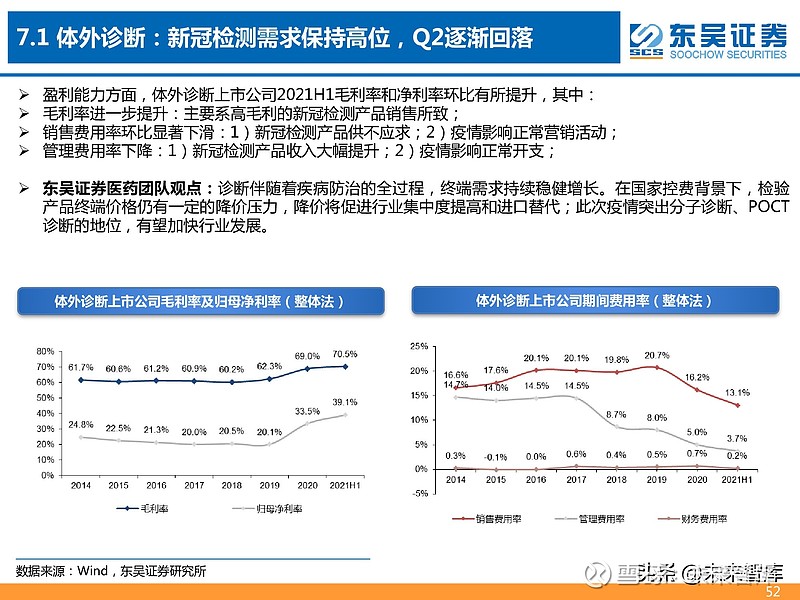 7.1 体外诊断：新冠检测需求保持高位，Q2逐渐回落
东吴证券
SCS
SOOCHOW SECURITIES
➢ 盈利能力方面，体外诊断上市公司2021H1毛利率和净利率环比有所提升，其中：
➢ 毛利率进一步提升：主要系高毛利的新冠检测产品销售所致；
➢ 销售费用率环比显著下滑：1）新冠检测产品供不应求；2）疫情影响正常营销活动；
➢ 管理费用率下降：1）新冠检测产品收入大幅提升；2）疫情影响正常开支；
➢ 东吴证券医药团队观点：诊断伴随着疾病防治的全过程，终端需求持续稳健增长。在国家控费背景下，检验
产品终端价格仍有一定的降价压力，降价将促进行业集中度提高和进口替代；此次疫情突出分子诊断、POCT
诊断的地位，有望加快行业发展。
体外诊断上市公司毛利率及归母净利率（整体法）
80%
70%
60%
50%
40%
30%
20%
10%
0%
61.7% 60.6% 61.2% 60.9% 60.2% 62.3% 69.0% 70.5%
24.8% 22.5% 21.3% 20.0% 20.5% 20.1% 33.5% 39.1%
2014 2015 2016 2017 2018 2019 2020 2021H1
毛利率 归母净利率
体外诊断上市公司期间费用率（整体法）
25%
20%
15%
10%
5%
0%
-5%
16.6% 17.6% 20.1% 20.1% 19.8% 20.7% 16.2% 13.1%
14.7% 14.0% 14.5% 14.5% 8.7% 8.0% 5.0% 3.7%
0.3% -0.1% 0.0% 0.6% 0.4% 0.5% 0.7% 0.2%
2014 2015 2016 2017 2018 2019 2020 2021H1
销售费用率 管理费用率 财务费用率
数据来源：Wind，东吴证券研究所
头条 @未来智库
52